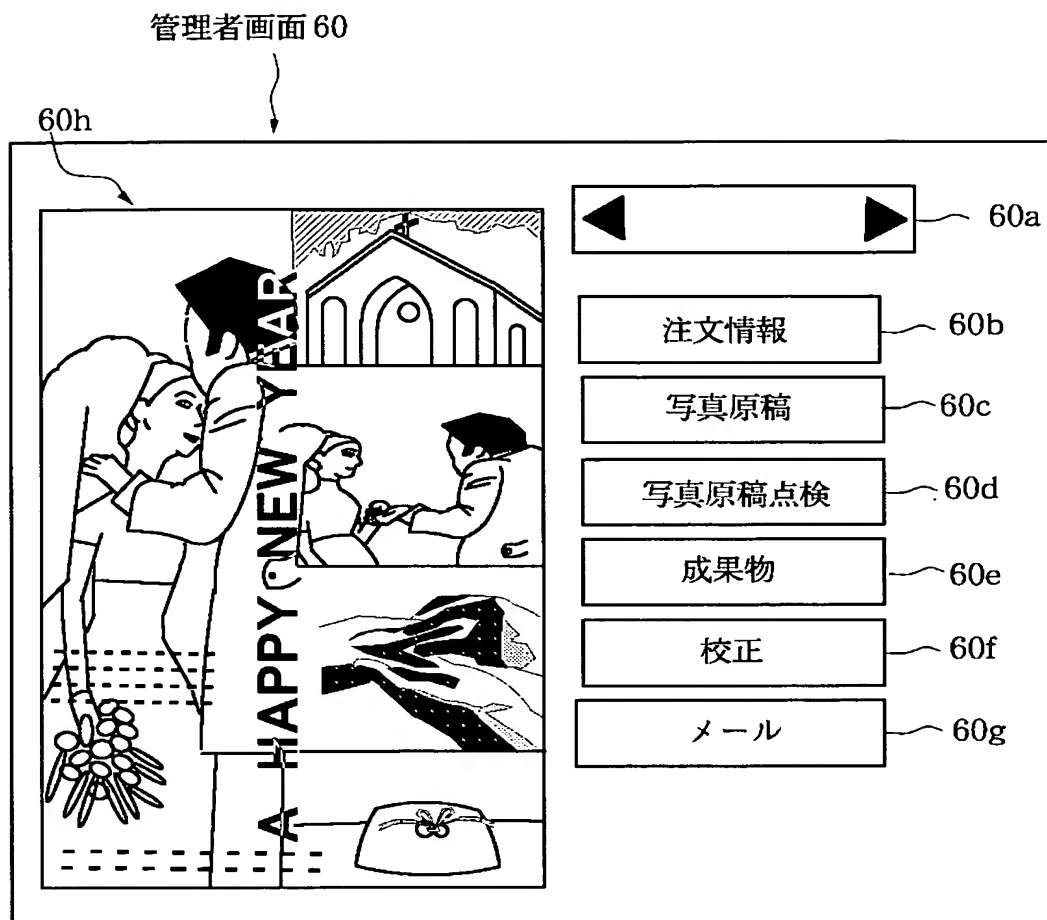 管理者画面 60
60h
60a
注文情報
60b
写真原稿
60c
写真原稿点検
60d
成果物
60e
校正
60f
メール
60g
A HAPPY NEW YEAR